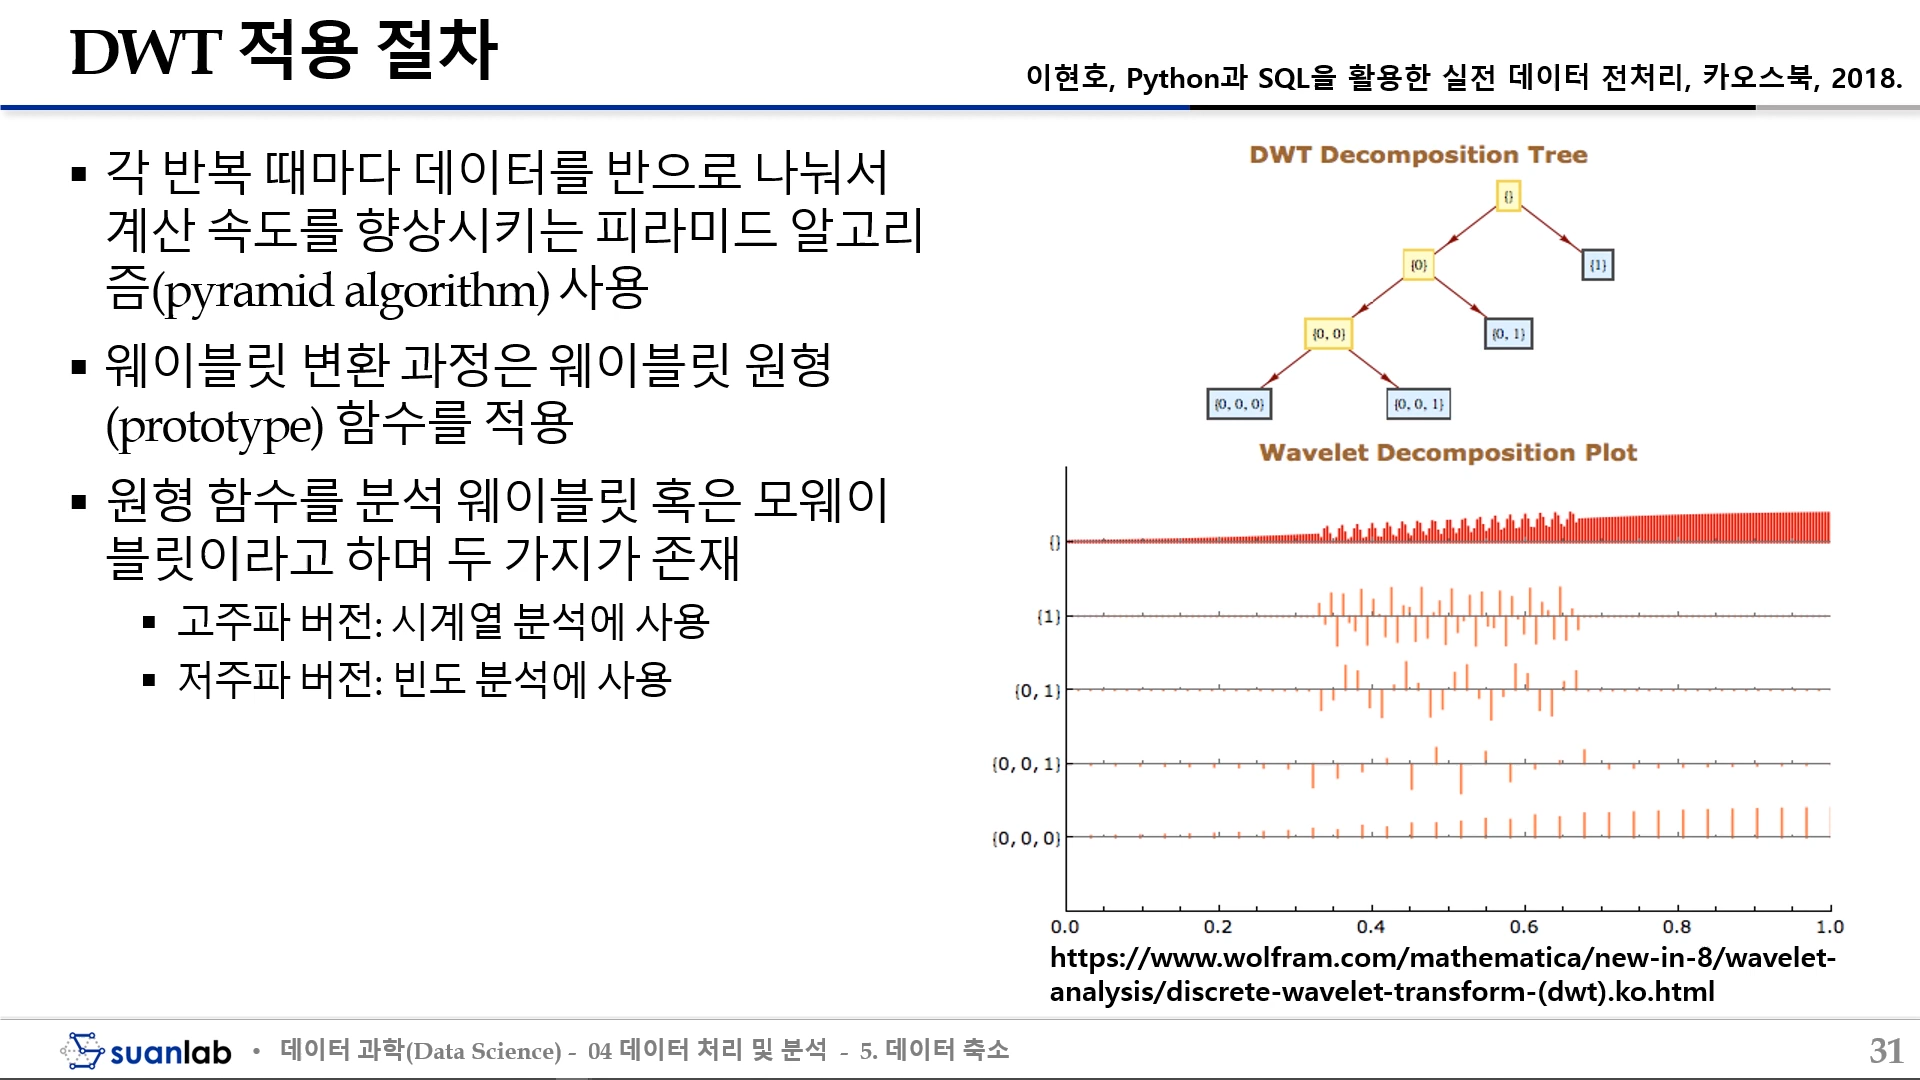 DWT 적용 절차
이현호, Python과 SQL을 활용한 실전 데이터 전처리, 카오스북, 2018.
▪ 각 반복 때마다 데이터를 반으로 나눠서
계산 속도를 향상시키는 피라미드 알고리
즘(pyramid algorithm) 사용
▪ 웨이블릿 변환 과정은 웨이블릿 원형
(prototype) 함수를 적용
▪ 원형 함수를 분석 웨이블릿 혹은 모웨이
블릿이라고 하며 두 가지가 존재
▪ 고주파 버전: 시계열 분석에 사용
▪ 저주파 버전: 빈도 분석에 사용
DWT Decomposition Tree
{}
{0} {1}
{0, 0} {0, 1}
{0, 0, 0} {0, 0, 1}
Wavelet Decomposition Plot
{}
{1}
{0, 1}
{0, 0, 1}
{0, 0, 0}
0.0 0.2 0.4 0.6 0.8 1.0
https://www.wolfram.com/mathematica/new-in-8/wavelet-
analysis/discrete-wavelet-transform-(dwt).ko.html
suanlab • 데이터 과학(Data Science) - 04 데이터 처리 및 분석 - 5. 데이터 축소
31